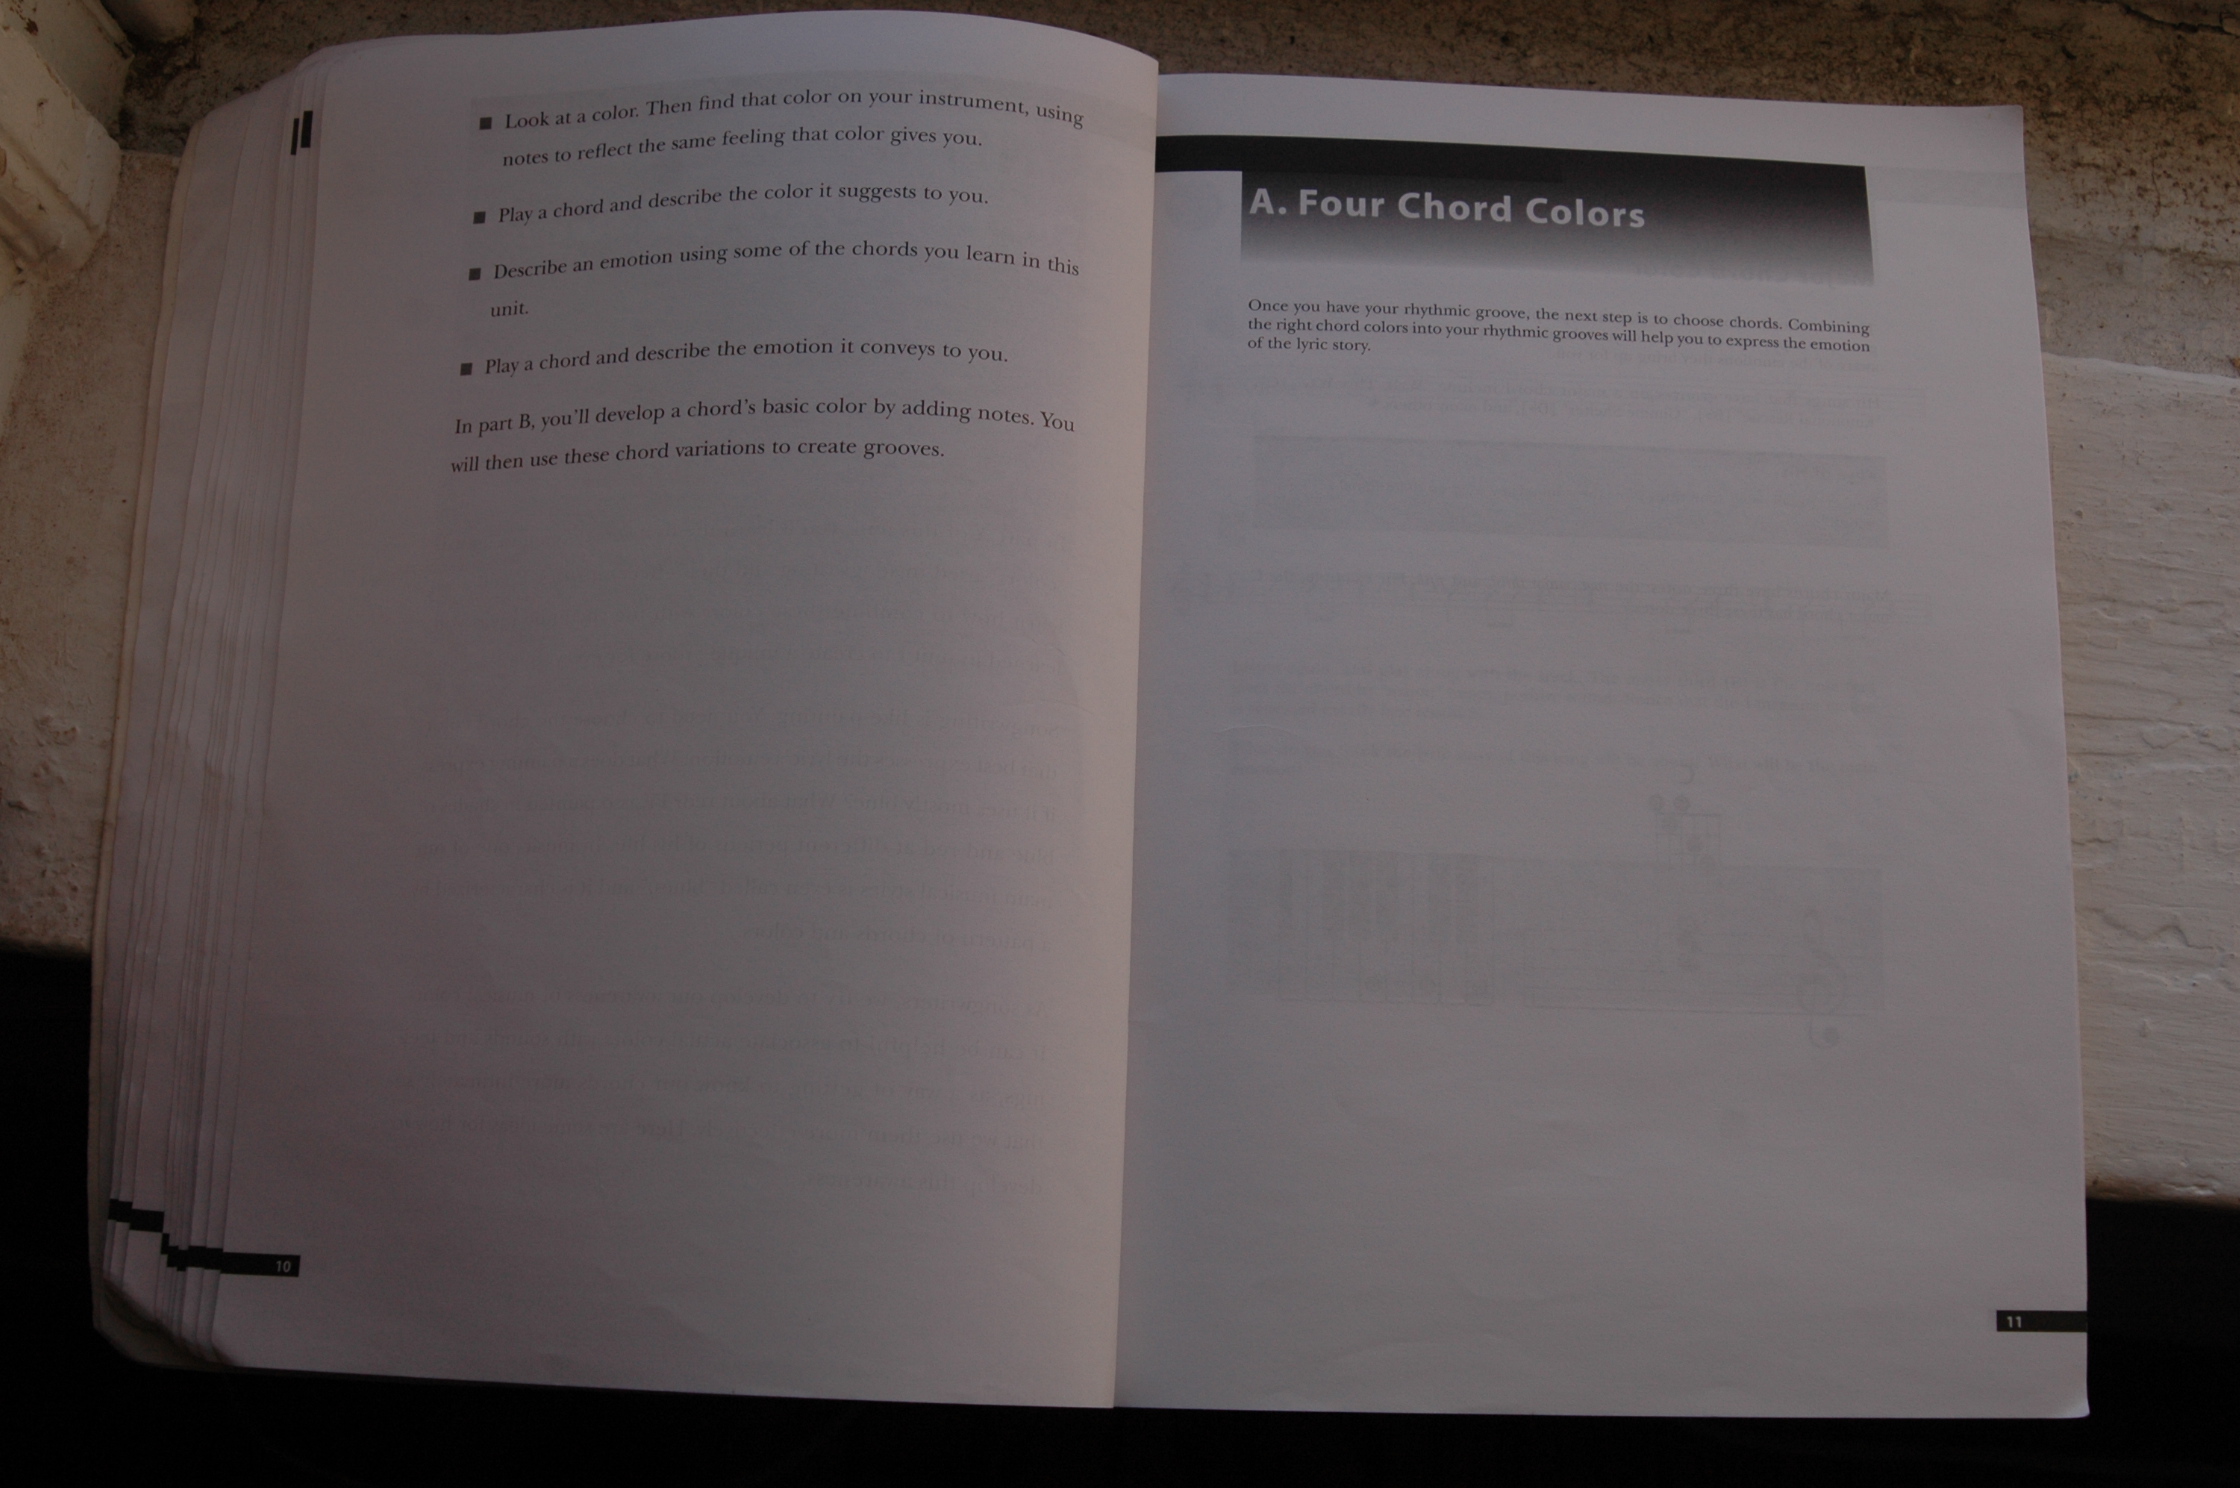 ■ Look at a color. Then find that color on your instrument, using
notes to reflect the same feeling that color gives you.
■ Play a chord and describe the color it suggests to you.
■ Describe an emotion using some of the chords you learn in this
unit.
■ Play a chord and describe the emotion it conveys to you.
In part B, you'll develop a chord's basic color by adding notes. You
will then use these chord variations to create grooves.
10
A. Four Chord Colors
Once you have your rhythmic groove, the next step is to choose chords. Combining
the right chord colors into your rhythmic grooves will help you to express the emotion
of the lyric story.
11